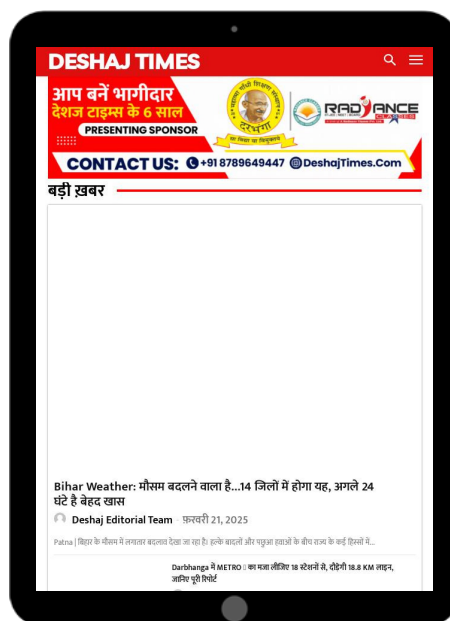 DESHAJ TIMES
आप बनें भागीदार
देशज टाइम्स के 6 साल
PRESENTING SPONSOR
दरभंगा
RADIANCE
CLASSES
CONTACT US: +91 8789649447 DeshajTimes.Com
बड़ी ख़बर
Bihar Weather: मौसम बदलने वाला है...14 जिलों में होगा यह, अगले 24
घंटे है बेहद खास
Deshaj Editorial Team - फ़रवरी 21, 2025
Patna | बिहार के मौसम में लगातार बदलाव देखा जा रहा है। हल्के बादलों और पछुआ हवाओं के बीच राज्य के कई हिस्सों में...
Darbhanga में METRO का मजा लीजिए 18 स्टेशनों से, दौड़ेगी 18.8 KM लाइन,
जानिए पूरी रिपोर्ट